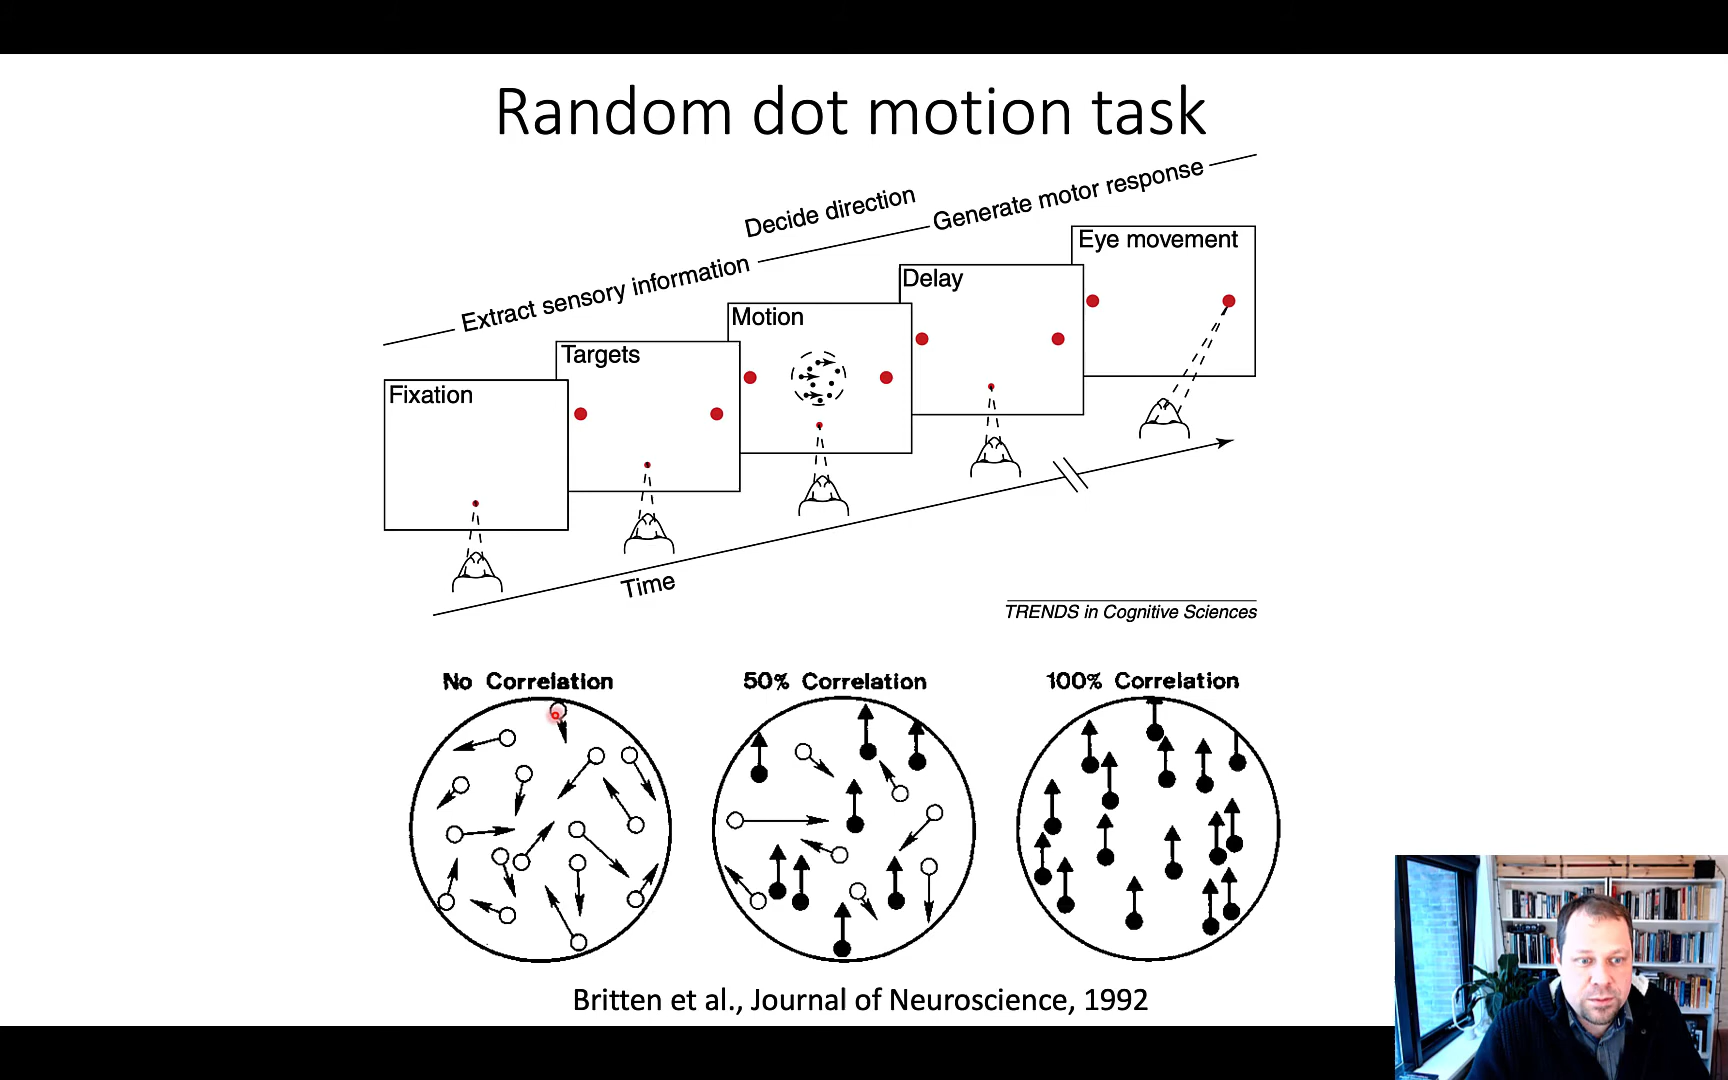 Random dot motion task
Extract sensory information
Decide direction
Generate motor response
Fixation
Targets
Motion
Delay
Eye movement
Time
TRENDS in Cognitive Sciences
No Correlation
50% Correlation
100% Correlation
Britten et al., Journal of Neuroscience, 1992